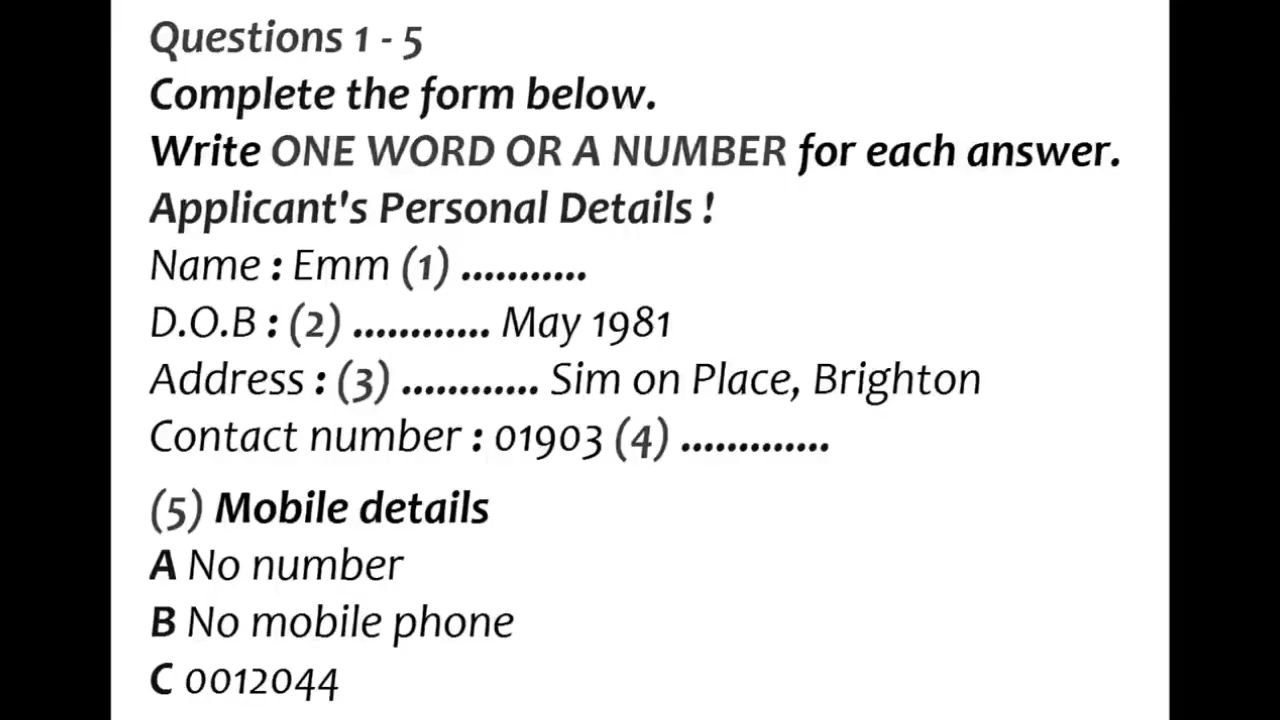 Questions 1 - 5
Complete the form below.
Write ONE WORD OR A NUMBER for each answer.
Applicant's Personal Details !
Name : Emm (1) ...........
D.O.B : (2) ............ May 1981
Address : (3) ............ Sim on Place, Brighton
Contact number : 01903 (4) .............
(5) Mobile details
A No number
B No mobile phone
C 0012044